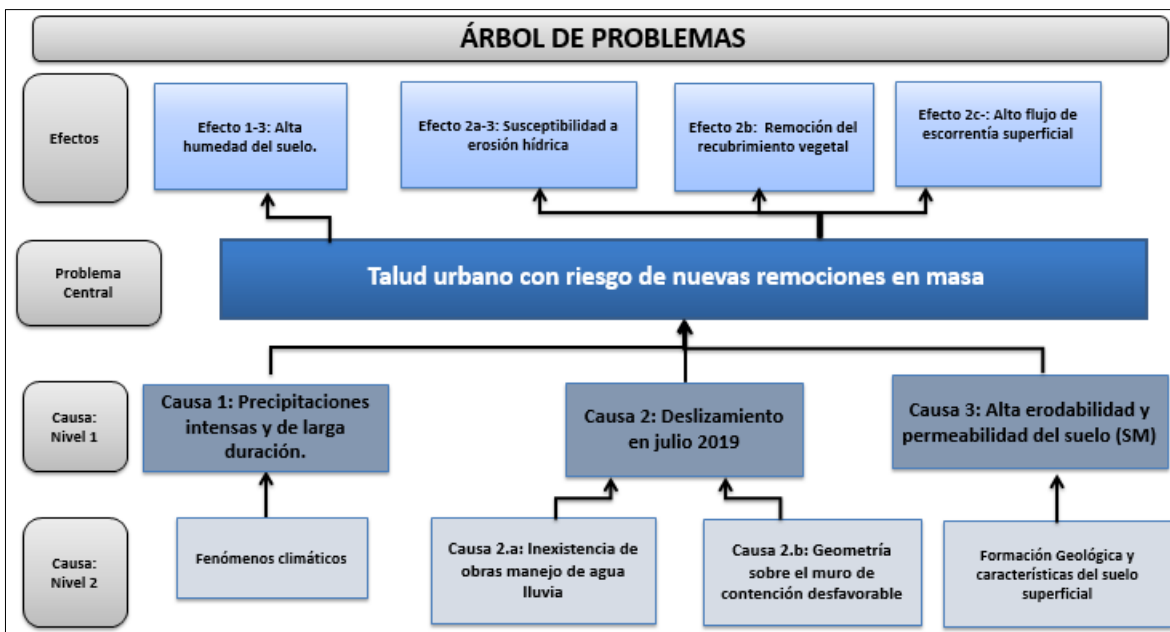 ÁRBOL DE PROBLEMAS
Efectos
Efecto 1-3: Alta
humedad del suelo.
Efecto 2a-3: Susceptibilidad a
erosión hídrica
Efecto 2b:  Remoción del
recubrimiento vegetal
Efecto 2c-: Alto flujo de
escorrentía superficial
Problema
Central
Talud urbano con riesgo de nuevas remociones en masa
Causa:
Nivel 1
Causa 1: Precipitaciones
intensas y de larga
duración.
Causa 2: Deslizamiento
en julio 2019
Causa 3: Alta erodabilidad y
permeabilidad del suelo (SM)
Causa:
Nivel 2
Fenómenos climáticos
Causa 2.a: Inexistencia de
obras manejo de agua
lluvia
Causa 2.b: Geometría
sobre el muro de
contención desfavorable
Formación Geológica y
características del suelo
superficial